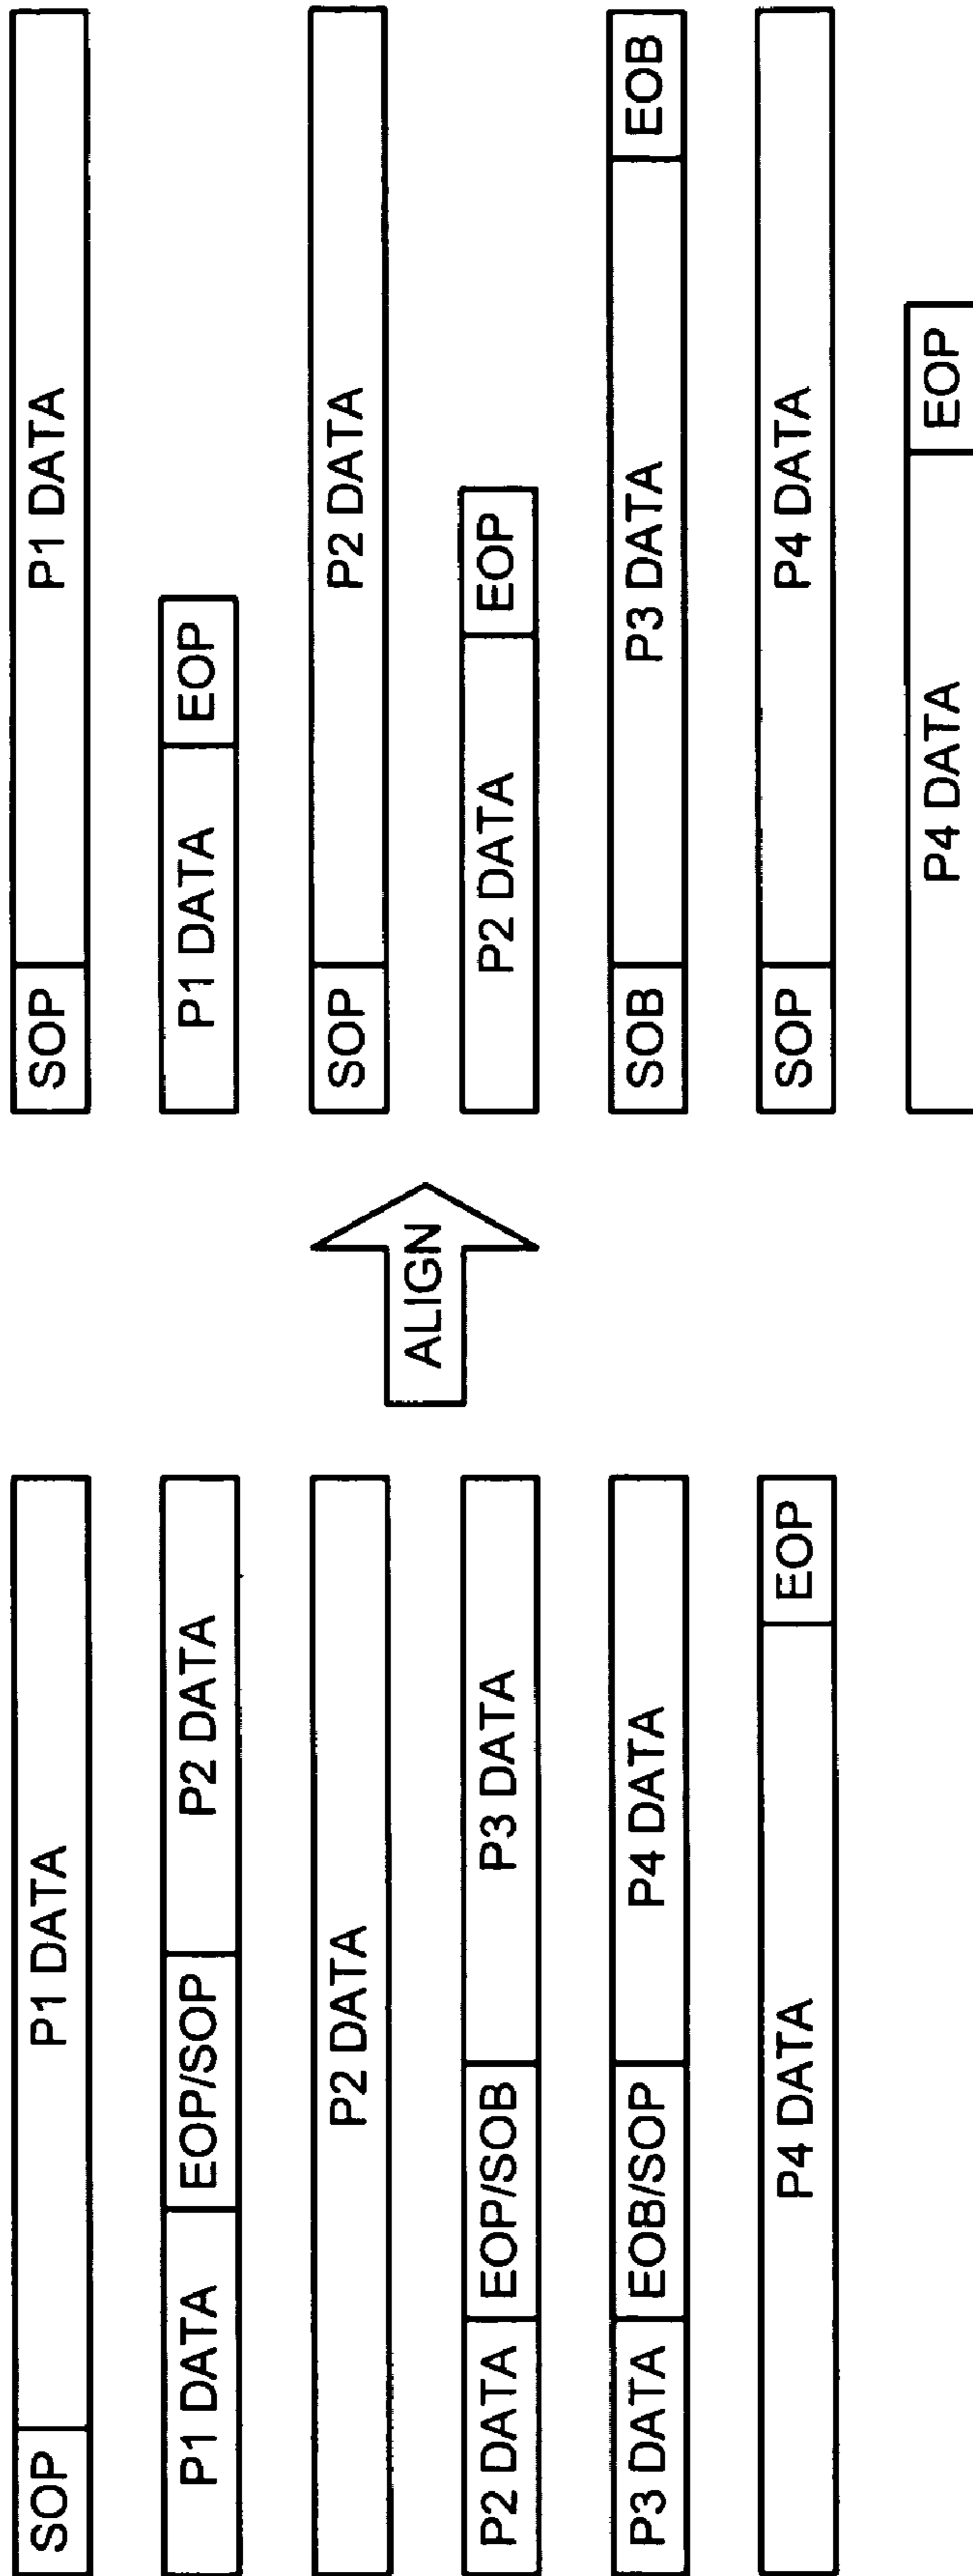 SOP P1 DATA
P1 DATA EOP/SOP P2 DATA
P2 DATA
P2 DATA EOP/SOB P3 DATA
P3 DATA EOB/SOP P4 DATA
P4 DATA EOP
ALIGN
SOP P1 DATA
P1 DATA EOP
SOP P2 DATA
P2 DATA EOP
SOB P3 DATA EOB
SOP P4 DATA
P4 DATA EOP